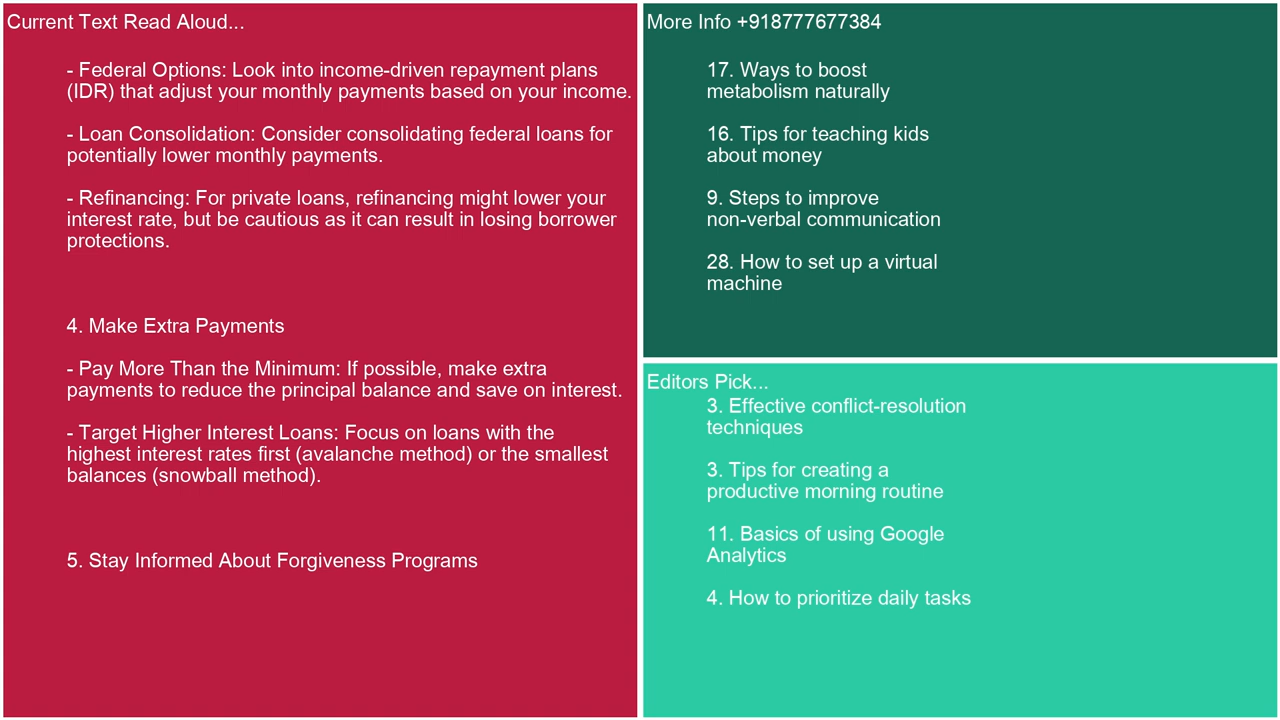 Current Text Read Aloud...
- Federal Options: Look into income-driven repayment plans
(IDR) that adjust your monthly payments based on your income.
- Loan Consolidation: Consider consolidating federal loans for
potentially lower monthly payments.
- Refinancing: For private loans, refinancing might lower your
interest rate, but be cautious as it can result in losing borrower
protections.
4. Make Extra Payments
- Pay More Than the Minimum: If possible, make extra
payments to reduce the principal balance and save on interest.
- Target Higher Interest Loans: Focus on loans with the
highest interest rates first (avalanche method) or the smallest
balances (snowball method).
5. Stay Informed About Forgiveness Programs
More Info +918777677384
17. Ways to boost
metabolism naturally
16. Tips for teaching kids
about money
9. Steps to improve
non-verbal communication
28. How to set up a virtual
machine
Editors Pick...
3. Effective conflict-resolution
techniques
3. Tips for creating a
productive morning routine
11. Basics of using Google
Analytics
4. How to prioritize daily tasks